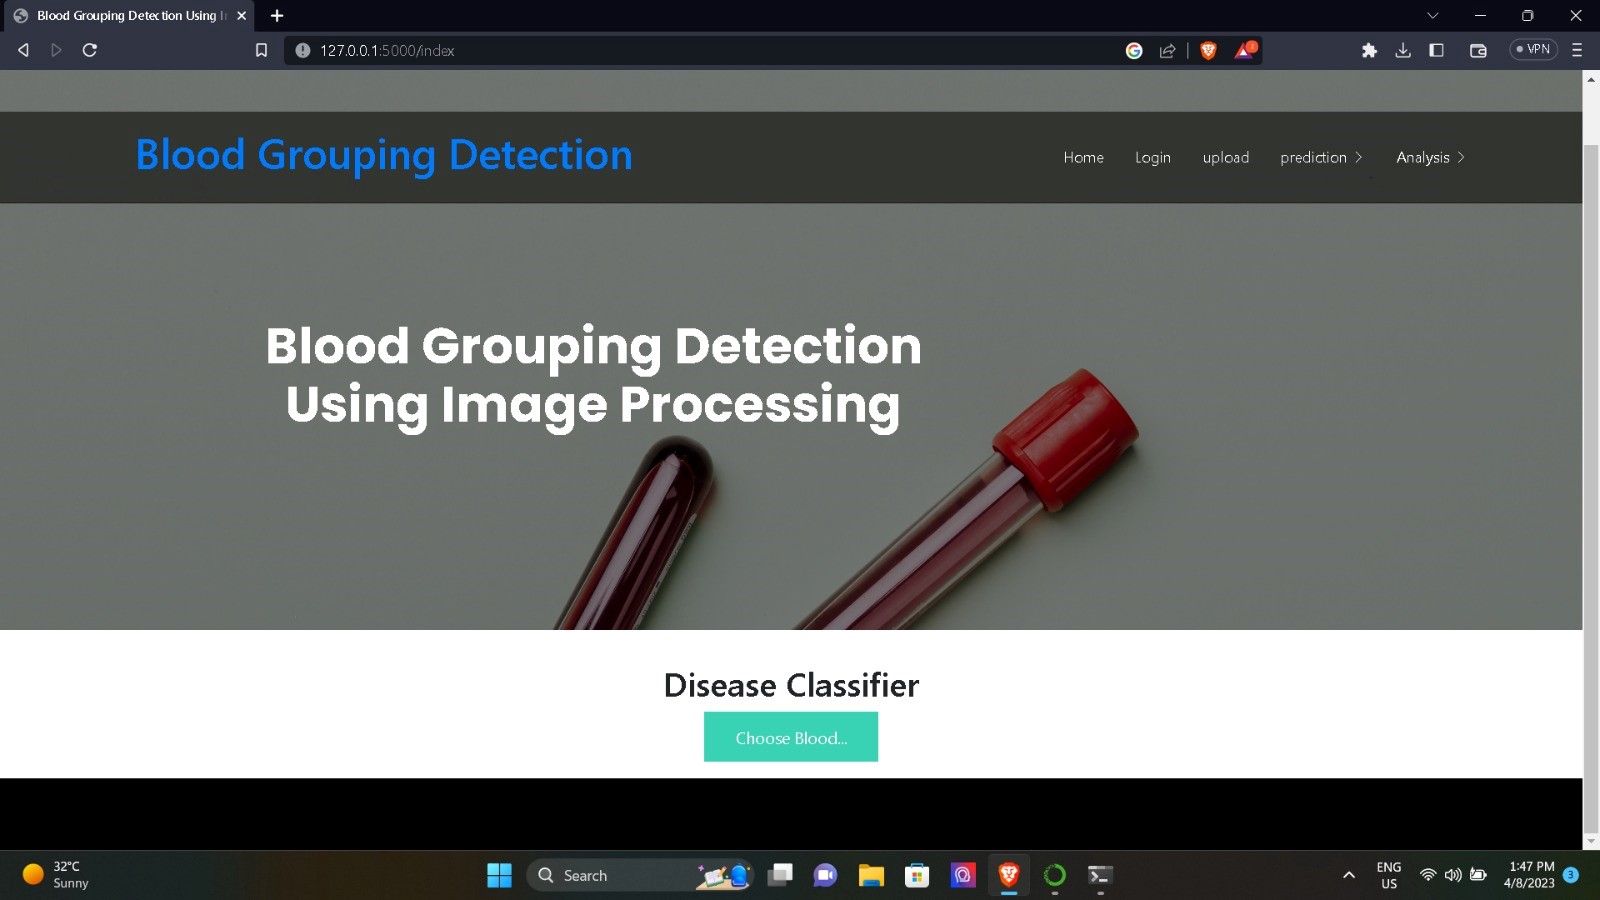 Blood Grouping Detection Using I
127.0.0.1:5000/index
VPN
Blood Grouping Detection
Home
Login
upload
prediction
Analysis
Blood Grouping Detection
Using Image Processing
Disease Classifier
Choose Blood...
32°C
Sunny
Search
ENG
US
1:47 PM
4/8/2023
3